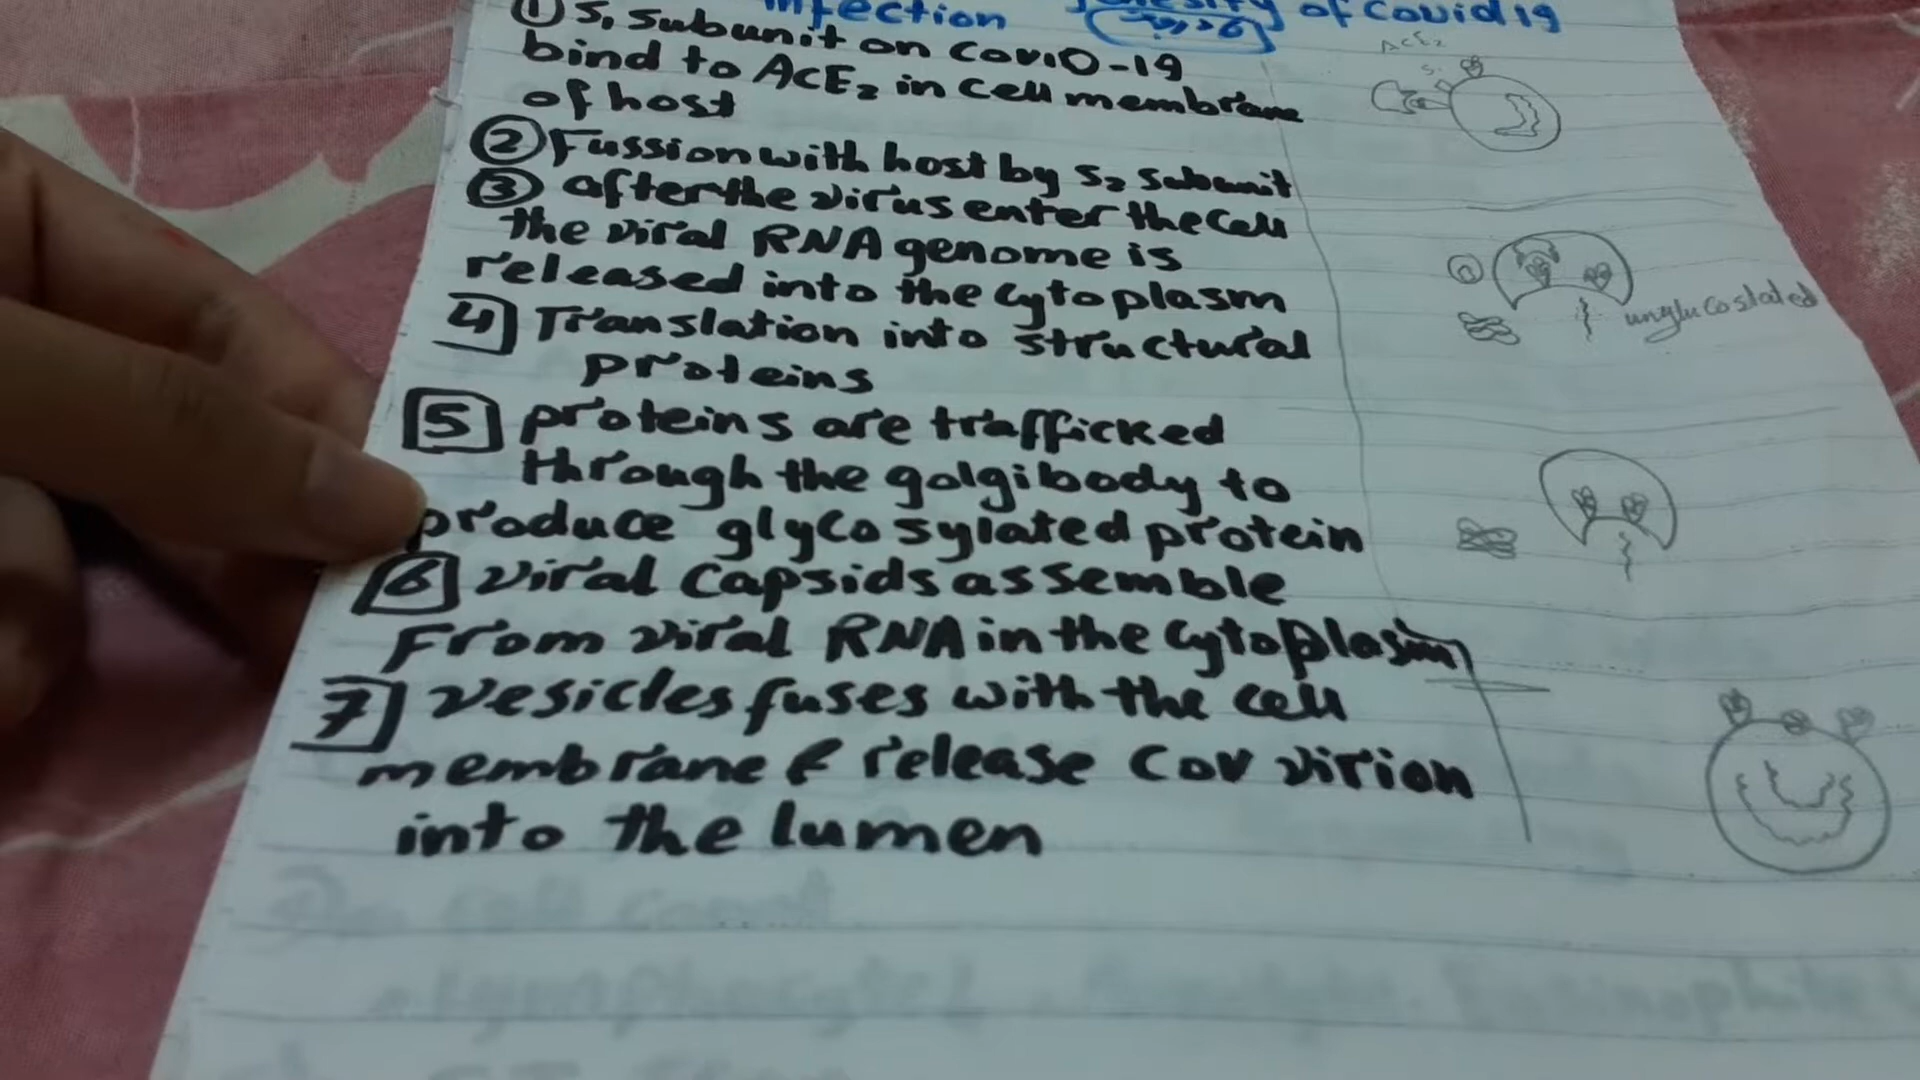 infection of Covid19
① S₁ Subunit on COVID-19
bind to ACE₂ in cell membrane
of host
② Fussion with host by S₂ Subunit
③ after the virus enter the cell
the viral RNA genome is
released into the cytoplasm
4 Translation into structural
proteins
5 proteins are trafficked
through the golgi body to
produce glycosylated protein
6 viral capsids assemble
From viral RNA in the cytoplasm
7 vesicles fuses with the cell
membrane & release Cov virion
into the lumen
ACE₂
S.
unglucoslated